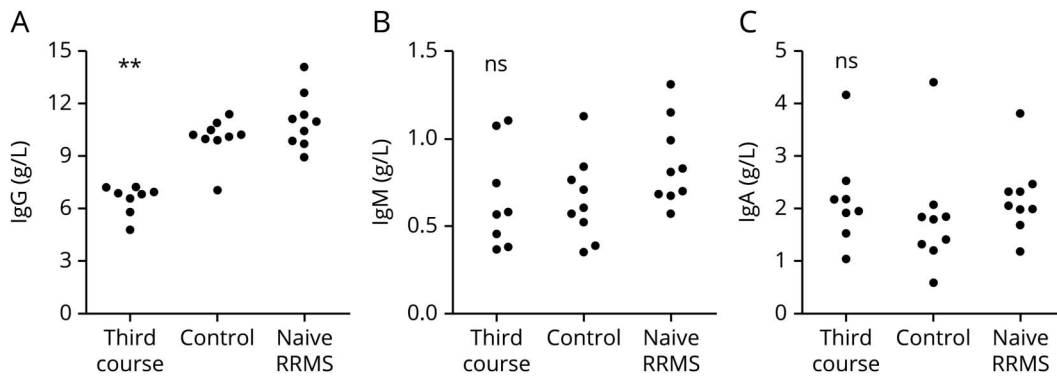 A
IgG (g/L)
15
12
9
6
3
0
**
Third
course
Control
Naive
RRMS
B
IgM (g/L)
1.5
1.0
0.5
0.0
ns
Third
course
Control
Naive
RRMS
C
IgA (g/L)
5
4
3
2
1
0
ns
Third
course
Control
Naive
RRMS